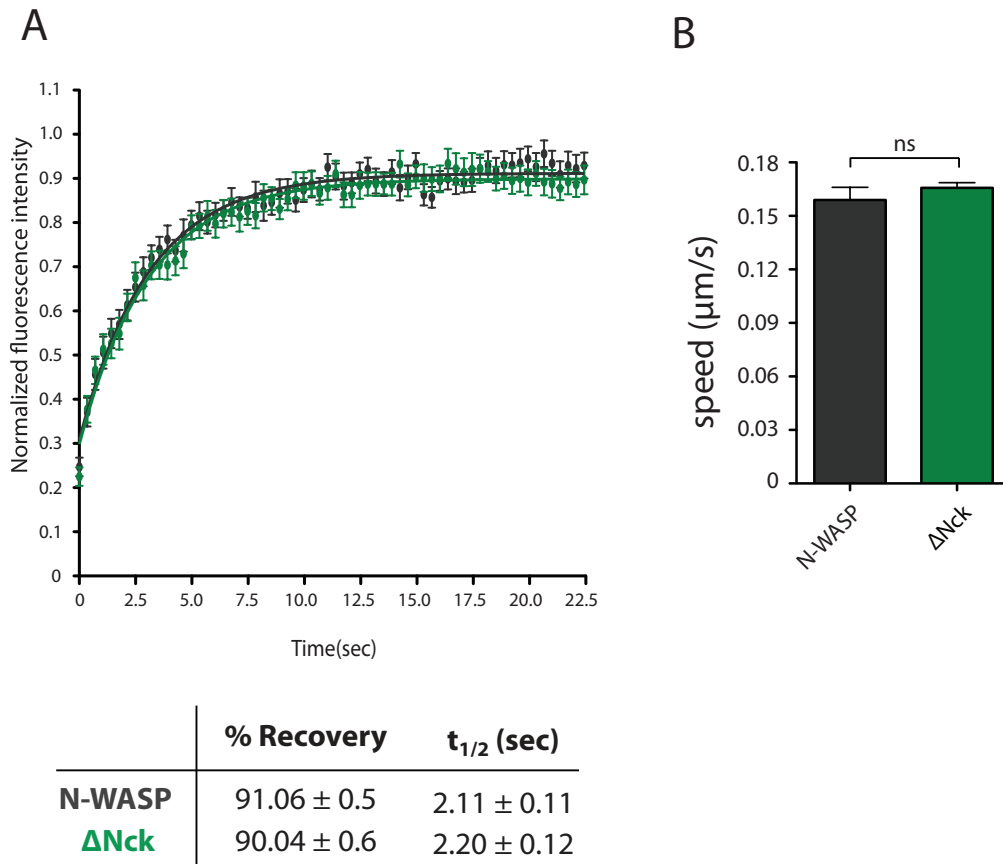 A
B
Normalized fluorescence intensity
1.1
1.0
0.9
0.8
0.7
0.6
0.5
0.4
0.3
0.2
0
0 2.5 5.0 7.5 10.0 12.5 15.0 17.5 20.0 22.5
Time(sec)
% Recovery t1/2 (sec)
N-WASP 91.06 ± 0.5 2.11 ± 0.11
ΔNck 90.04 ± 0.6 2.20 ± 0.12
ns
speed (μm/s)
0.18
0.15
0.12
0.09
0.06
0.03
0
N-WASP ΔNck